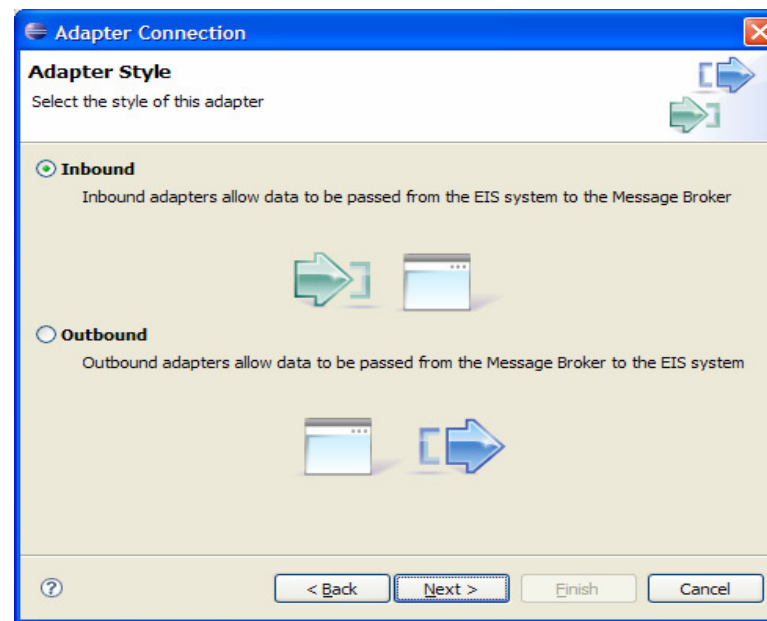 Adapter Connection
Adapter Style
Select the style of this adapter
Inbound
Inbound adapters allow data to be passed from the EIS system to the Message Broker
Outbound
Outbound adapters allow data to be passed from the Message Broker to the EIS system
?
< Back
Next >
Finish
Cancel